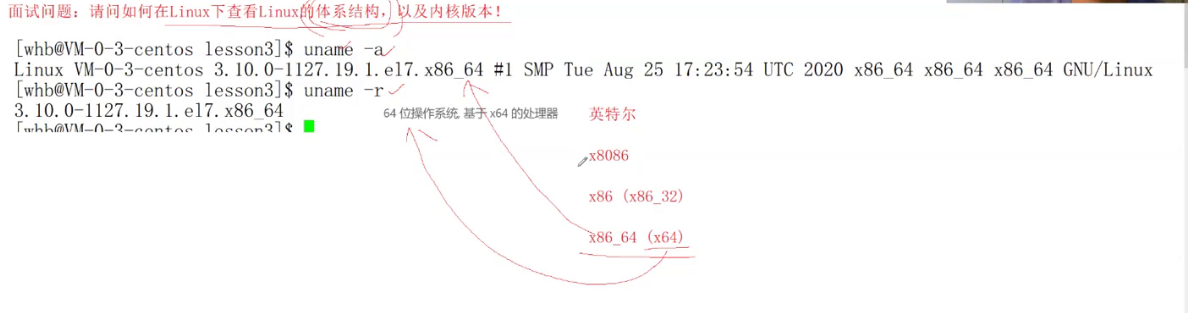 面试问题：请问如何在Linux下查看Linux的体系结构，以及内核版本！
[whb@VM-0-3-centos lesson3]$ uname -a
Linux VM-0-3-centos 3.10.0-1127.19.1.el7.x86_64 #1 SMP Tue Aug 25 17:23:54 UTC 2020 x86_64 x86_64 x86_64 GNU/Linux
[whb@VM-0-3-centos lesson3]$ uname -r
3.10.0-1127.19.1.el7.x86_64
[whb@VM-0-3-centos lesson3]$
64 位操作系统, 基于 x64 的处理器
英特尔
x8086
x86 (x86_32)
x86_64 (x64)